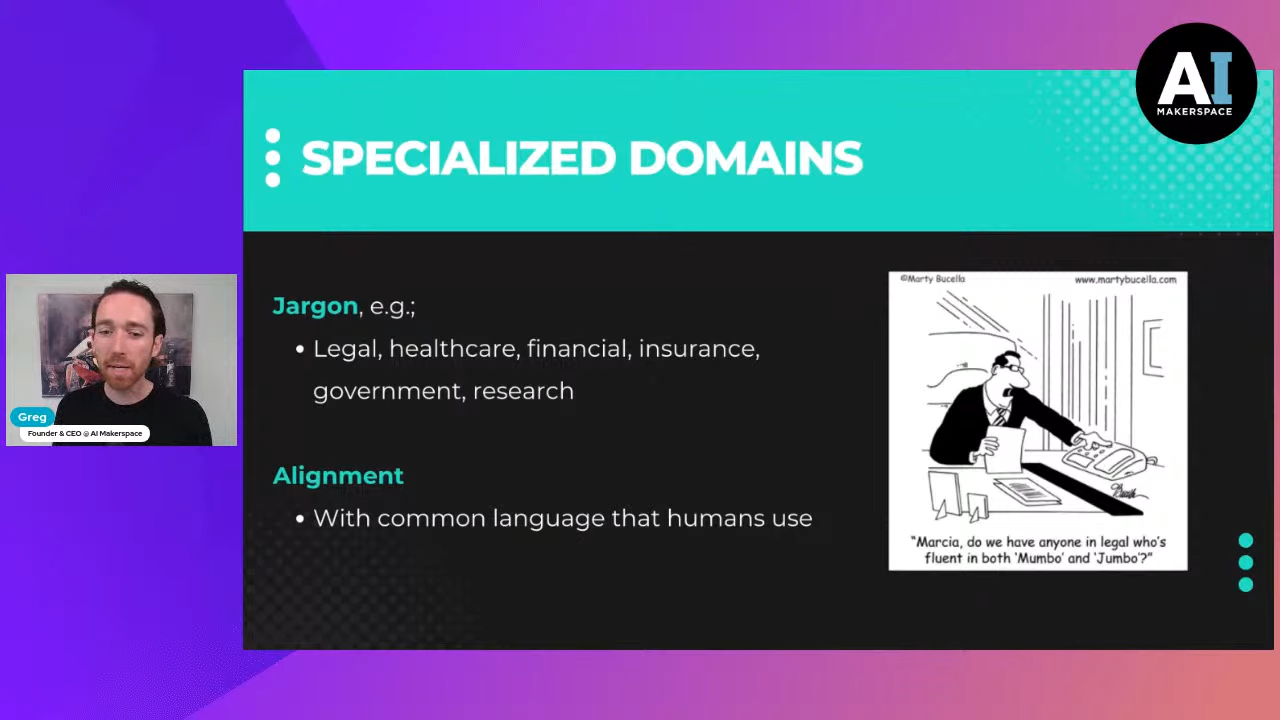 AI
MAKERSPACE
SPECIALIZED DOMAINS
Jargon, e.g.;
• Legal, healthcare, financial, insurance,
government, research
Alignment
• With common language that humans use
©Marty Bucella www.martybucella.com
"Marcia, do we have anyone in legal who's
fluent in both 'Mumbo' and 'Jumbo'?"
Greg
Founder & CEO @ AI Makerspace